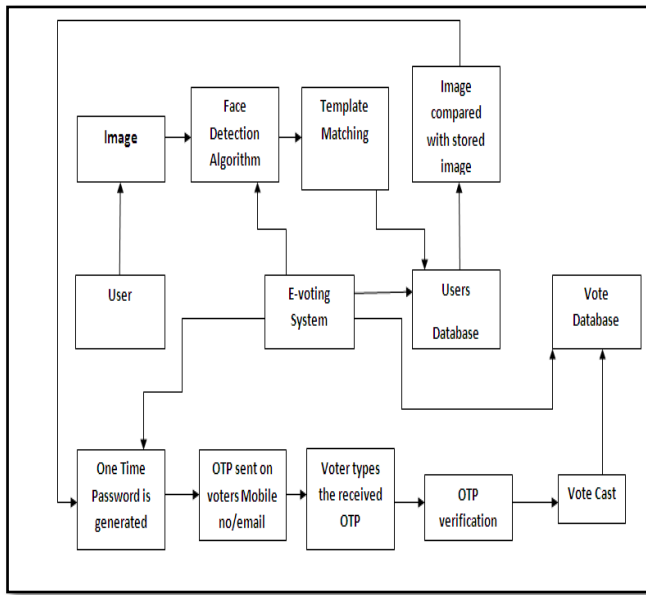 Image
Face
Detection
Algorithm
Template
Matching
Image
compared
with stored
image
User
E-voting
System
Users
Database
Vote
Database
One Time
Password is
generated
OTP sent on
voters Mobile
no/email
Voter types
the received
OTP
OTP
verification
Vote Cast